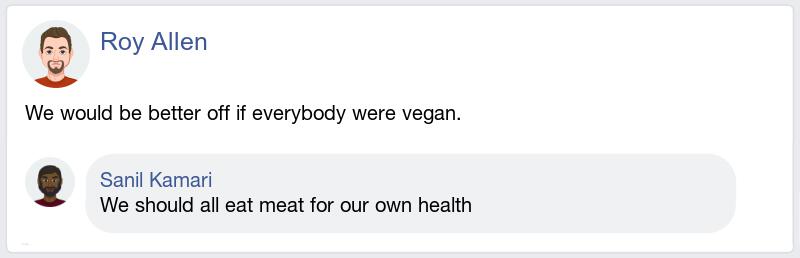 Roy Allen
We would be better off if everybody were vegan.
Sanil Kamari
We should all eat meat for our own health